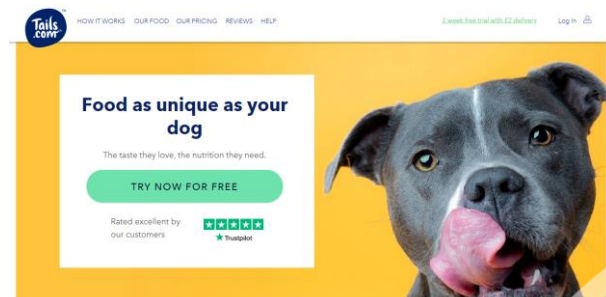 Tails
.com™
HOW IT WORKS OUR FOOD OUR PRICING REVIEWS HELP
2 week free trial with £2 delivery
Log In
Food as unique as your
dog
The taste they love, the nutrition they need.
TRY NOW FOR FREE
Rated excellent by
our customers
Trustpilot